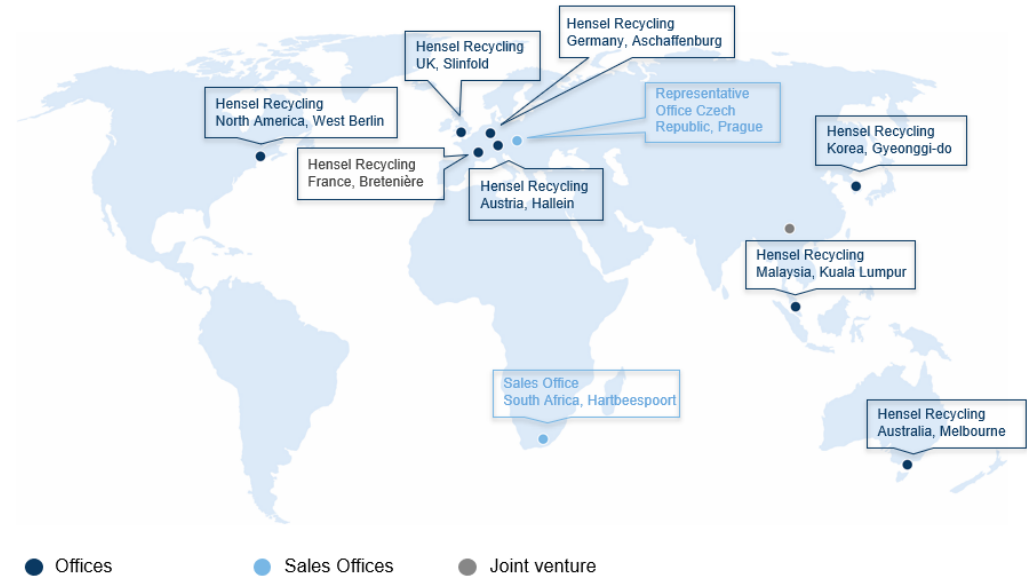 Hensel Recycling
Germany, Aschaffenburg
Hensel Recycling
UK, Slinfold
Representative
Office Czech
Republic, Prague
Hensel Recycling
North America, West Berlin
Hensel Recycling
Korea, Gyeonggi-do
Hensel Recycling
France, Bretenière
Hensel Recycling
Austria, Hallein
Hensel Recycling
Malaysia, Kuala Lumpur
Sales Office
South Africa, Hartbeespoort
Hensel Recycling
Australia, Melbourne
Offices
Sales Offices
Joint venture